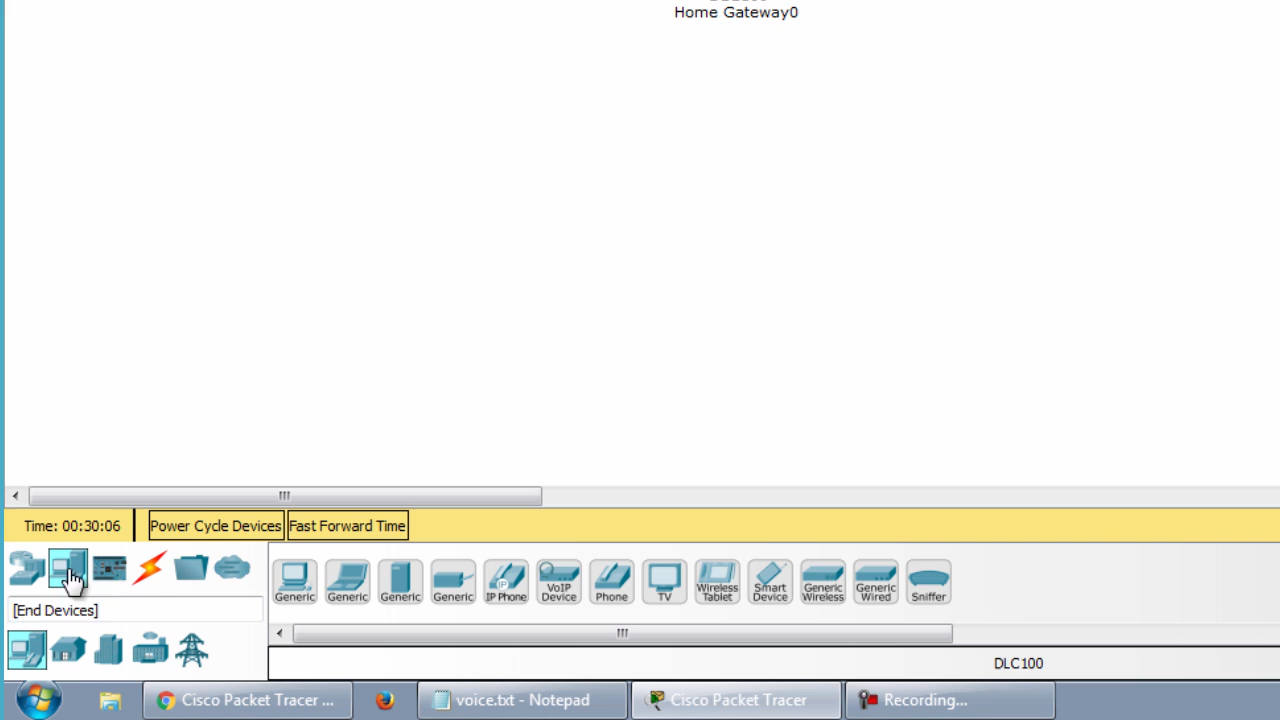 Home Gateway0
Time: 00:30:06
Power Cycle Devices
Fast Forward Time
[End Devices]
Generic
Generic
Generic
Generic
IP
IP Phone
VoIP
Device
Phone
TV
Wireless
Tablet
Smart
Device
Generic
Wireless
Generic
Wired
Sniffer
DLC100
Cisco Packet Tracer ...
voice.txt - Notepad
Cisco Packet Tracer
Recording...